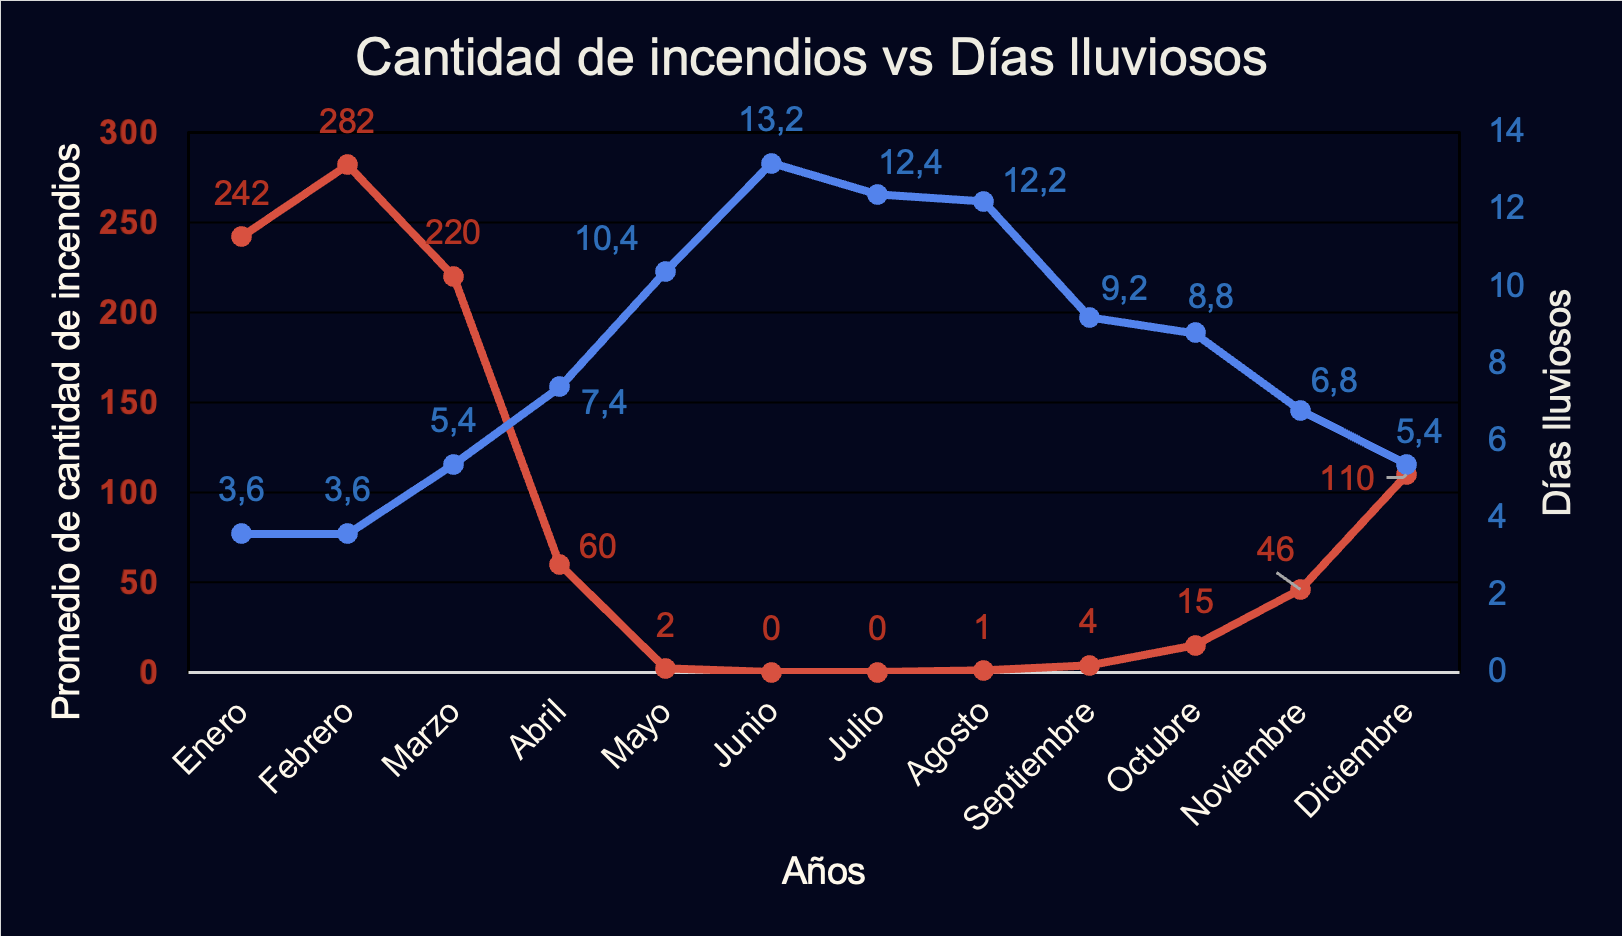 Cantidad de incendios vs Días lluviosos
Promedio de cantidad de incendios
300
250
200
150
100
50
0
242
282
220
60
2
0
0
1
4
15
46
110
3,6
3,6
5,4
7,4
10,4
13,2
12,4
12,2
9,2
8,8
6,8
5,4
14
12
10
8
6
4
2
0
Días lluviosos
Enero
Febrero
Marzo
Abril
Mayo
Junio
Julio
Agosto
Septiembre
Octubre
Noviembre
Diciembre
Años